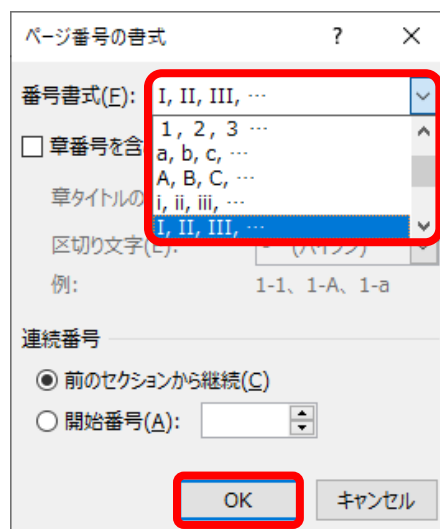 ページ番号の書式 ?
番号書式(F): I, II, III, …
1, 2, 3 …
章番号を含
a, b, c, …
A, B, C, …
章タイトルの
i, ii, iii, …
I, II, III, …
区切り文字(E): - (ハイフン)
例: 1-1、1-A、1-a
連続番号
前のセクションから継続(C)
開始番号(A):
OK キャンセル